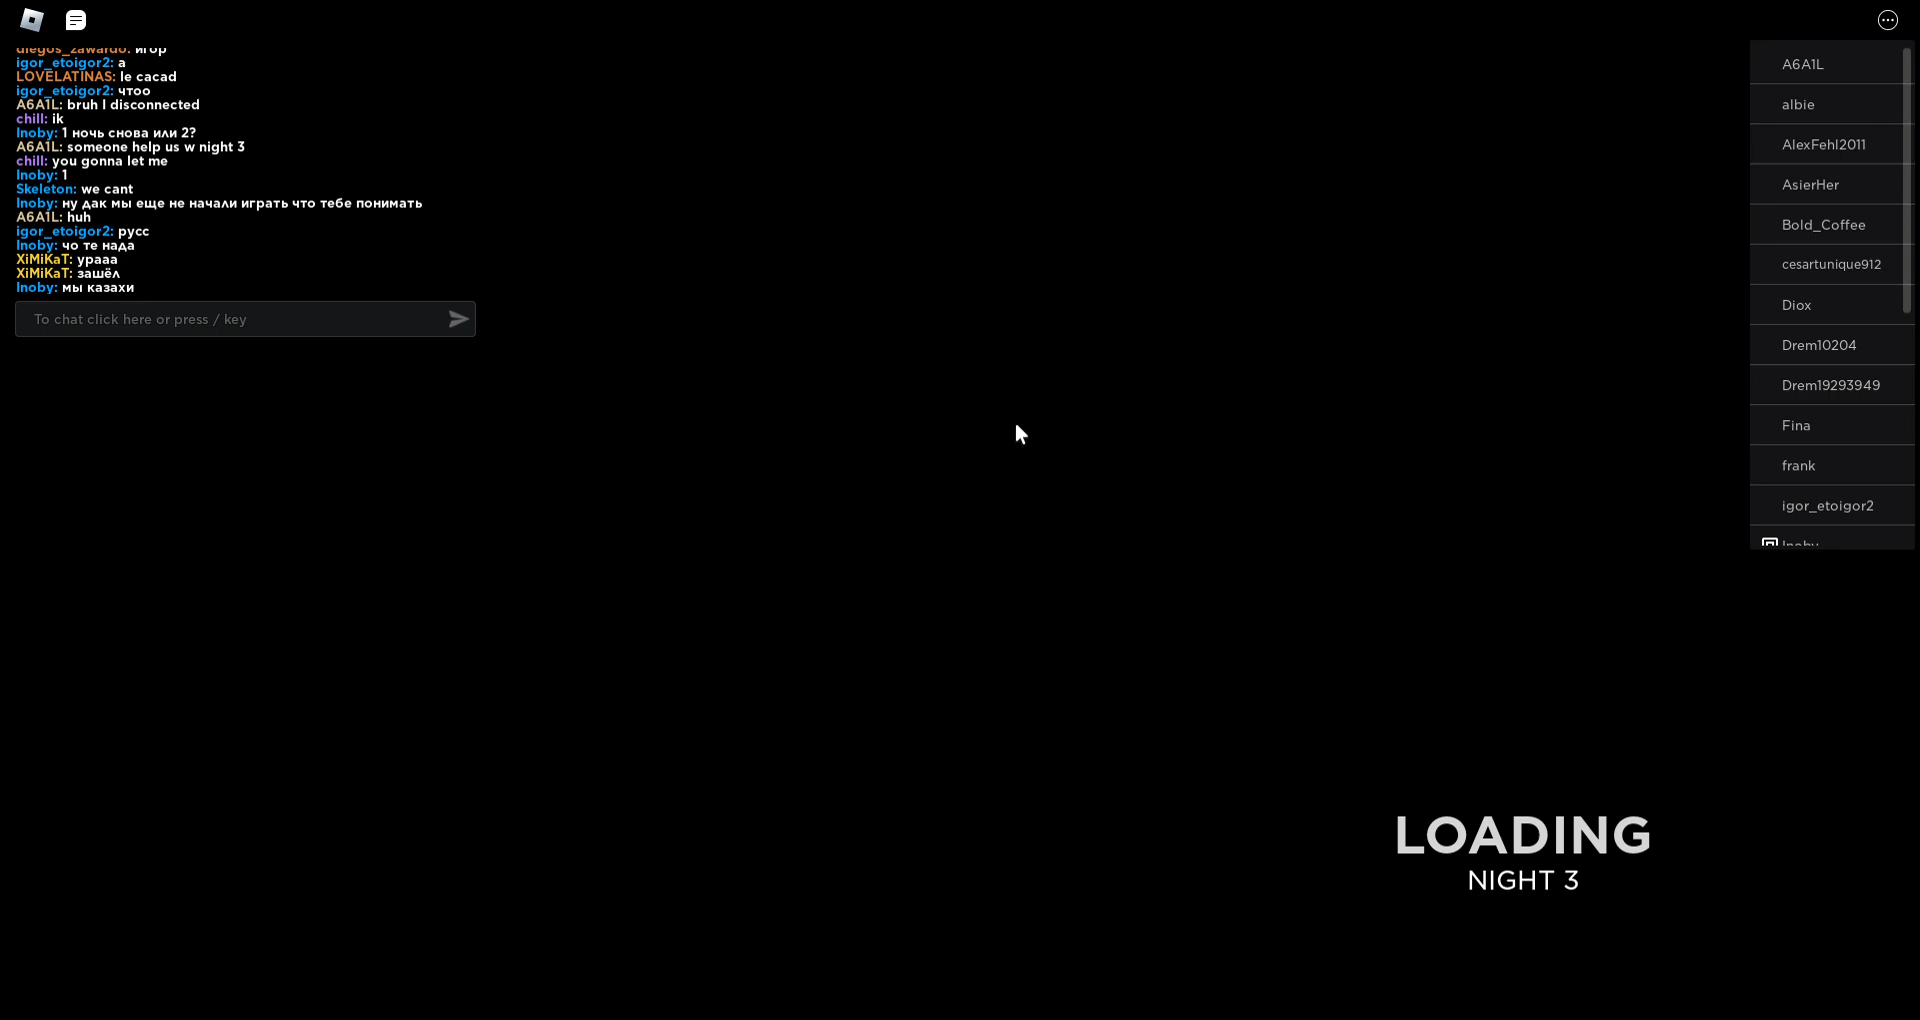 diegos_zawardo: игор
igor_etoigor2: а
LOVELATINAS: le cacad
igor_etoigor2: чтоо
A6A1L: bruh I disconnected
chill: ik
Inoby: 1 ночь снова или 2?
A6A1L: someone help us w night 3
chill: you gonna let me
Inoby: 1
Skeleton: we cant
Inoby: ну дак мы еще не начали играть что тебе понимать
A6A1L: huh
igor_etoigor2: русс
Inoby: чо те нада
XiMiKaT: урааа
XiMiKaT: зашёл
Inoby: мы казахи
To chat click here or press / key
A6A1L
albie
AlexFehl2011
AsierHer
Bold_Coffee
cesartunique912
Diox
Drem10204
Drem19293949
Fina
frank
igor_etoigor2
Inoby
LOADING
NIGHT 3